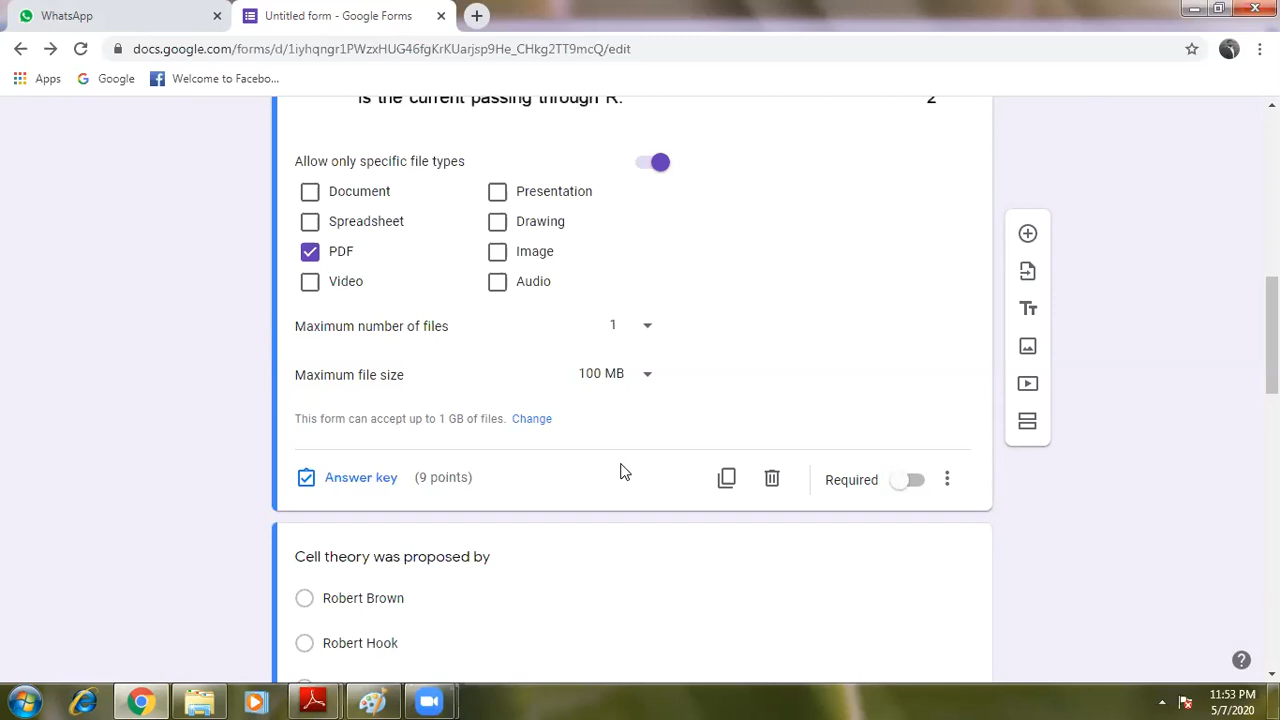 WhatsApp
Untitled form - Google Forms
docs.google.com/forms/d/1iyhqngr1PWzxHUG46fgKrKUarjsp9He_CHkg2TT9mcQ/edit
Apps
Google
Welcome to Facebo...
is the current passing through R. 2
Allow only specific file types
Document
Presentation
Spreadsheet
Drawing
PDF
Image
Video
Audio
Maximum number of files 1
Maximum file size 100 MB
This form can accept up to 1 GB of files. Change
Answer key (9 points)
Required
Cell theory was proposed by
Robert Brown
Robert Hook
11:53 PM
5/7/2020